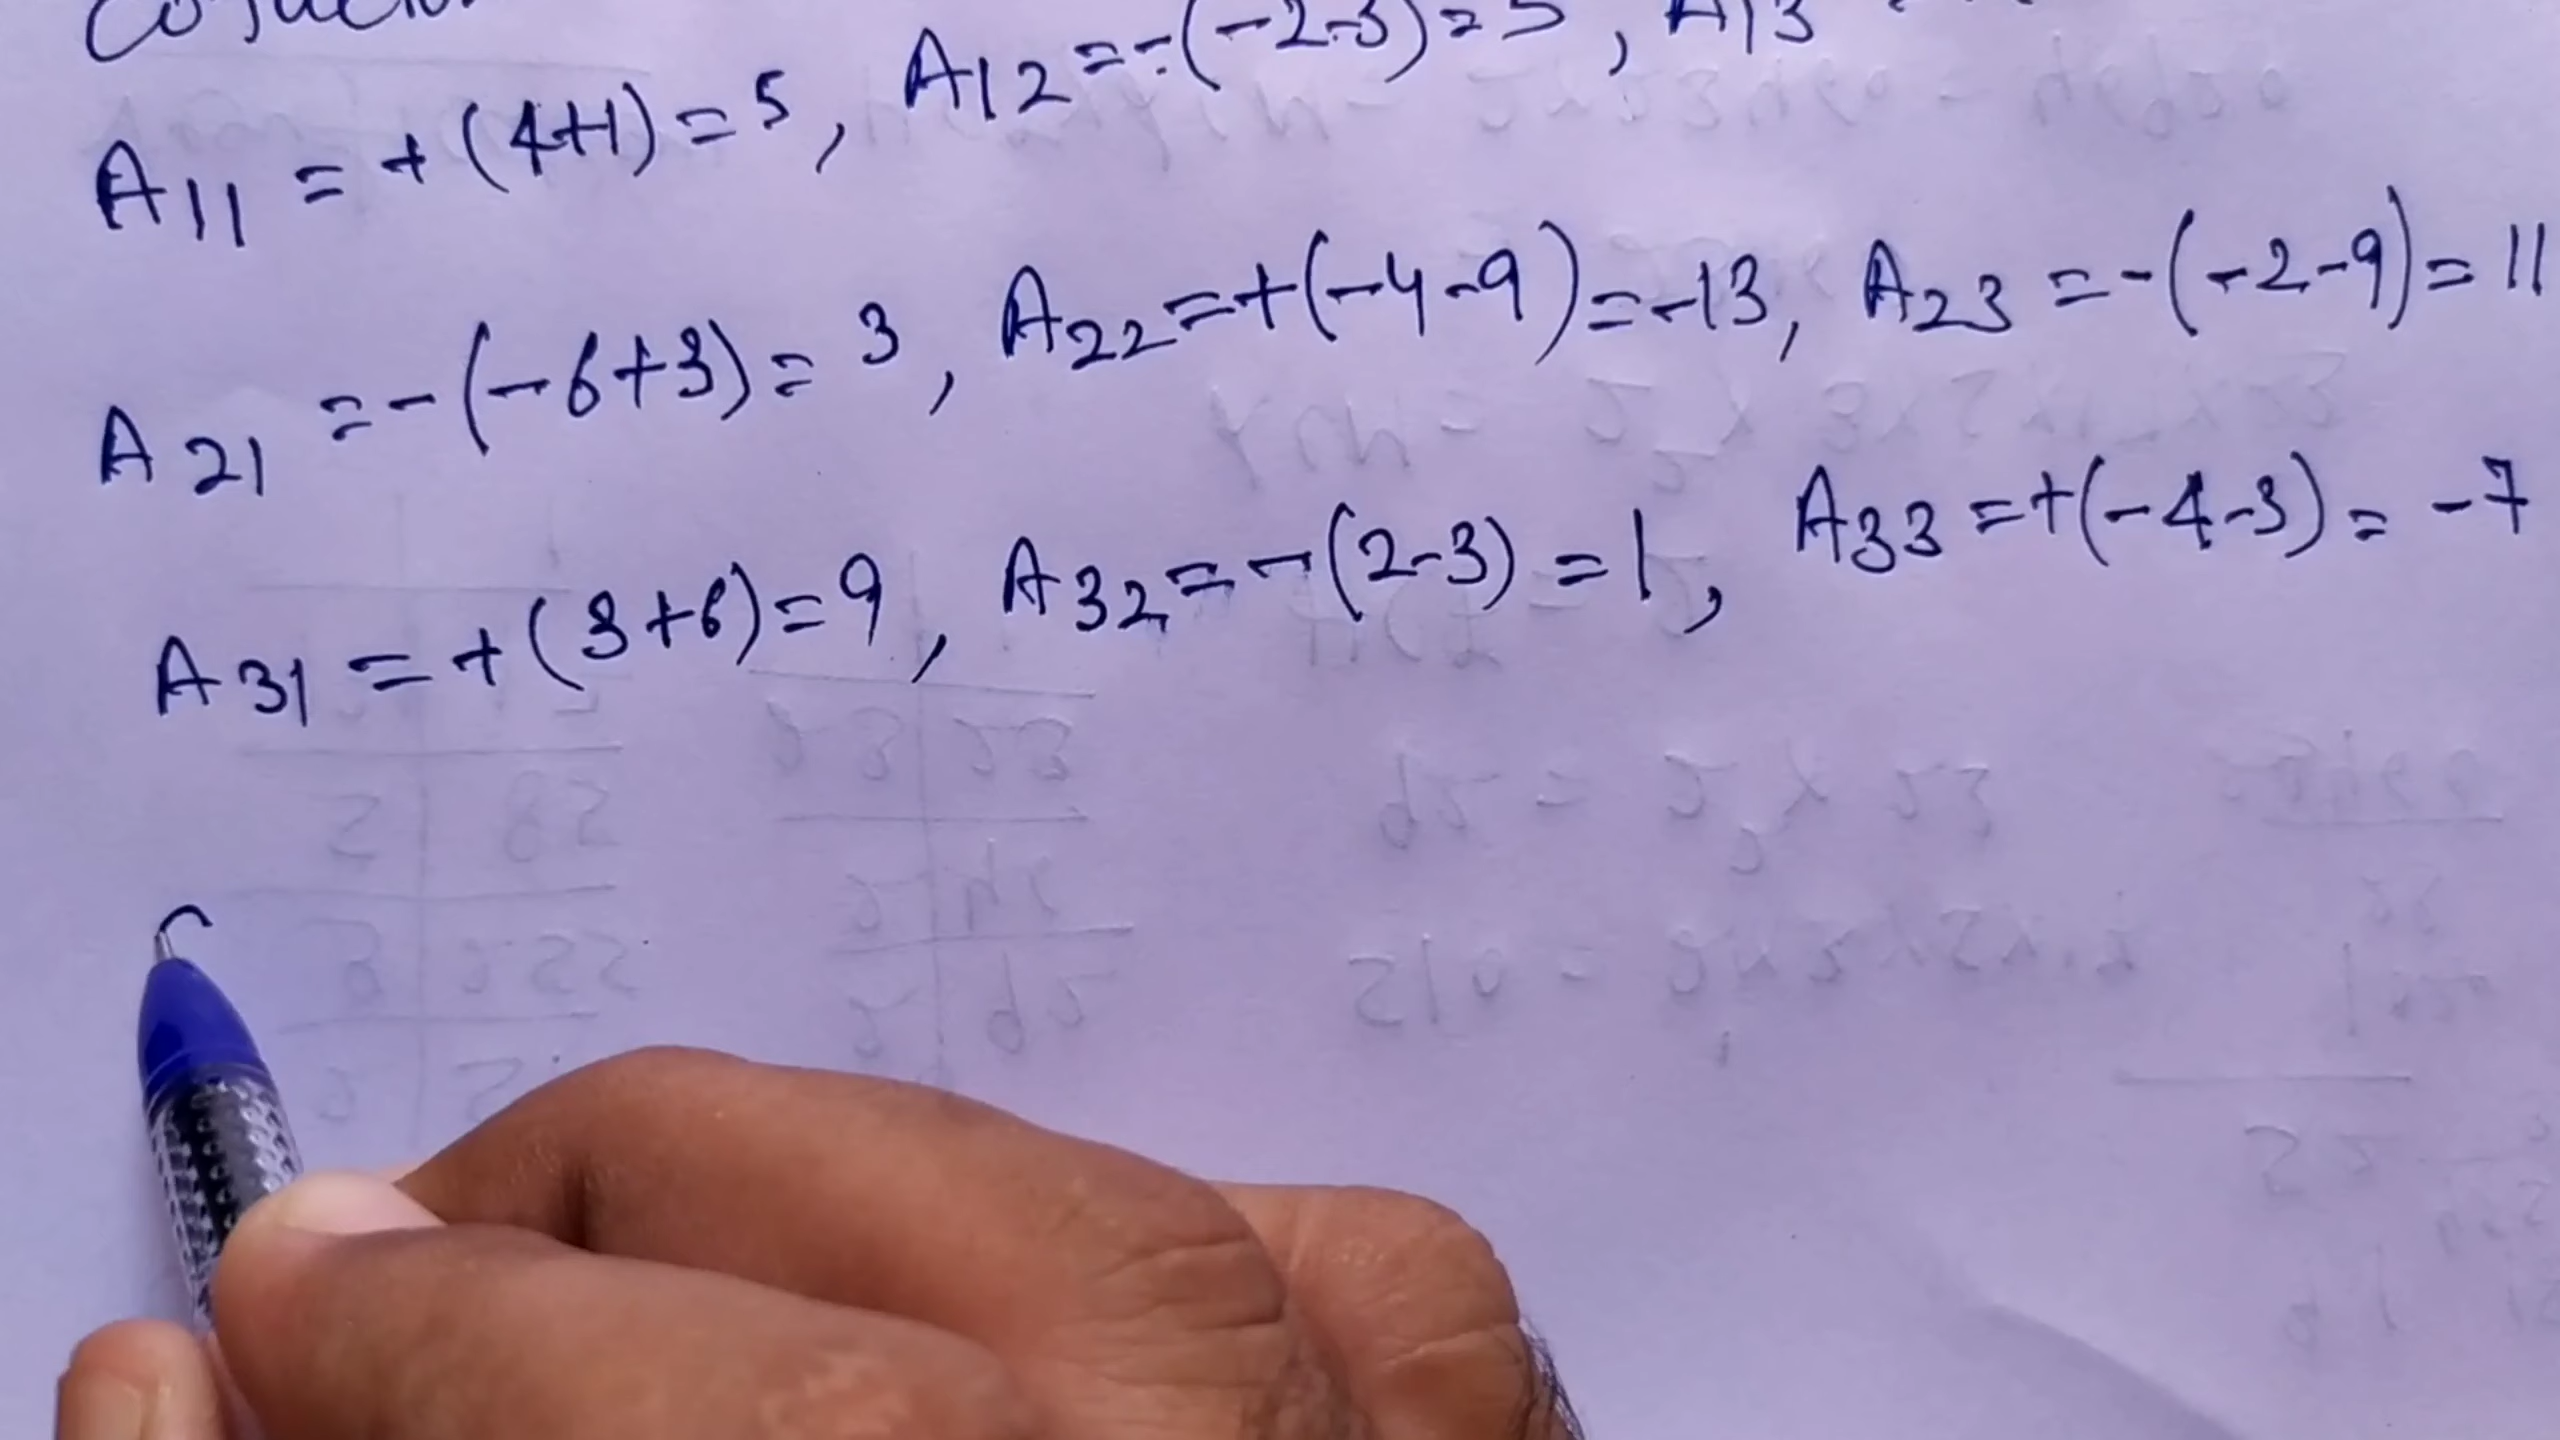 A11 = +(4+1) = 5, A12 = -(-2-3) = 5, A13
A21 = -(-6+3) = 3, A22 = +(-4-9) = -13, A23 = -(-2-9) = 11
A31 = +(3+6) = 9, A32 = -(2-3) = 1, A33 = +(-4-3) = -7